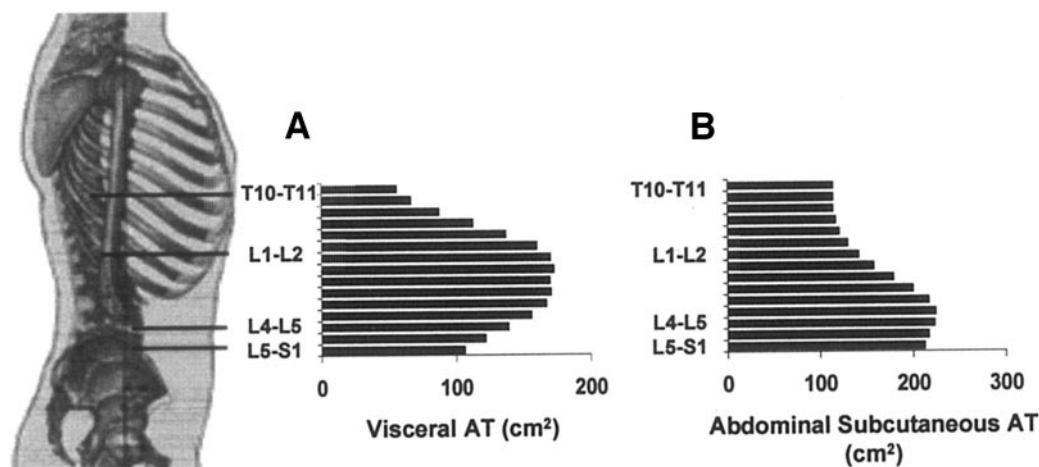 A
B
T10-T11
L1-L2
L4-L5
L5-S1
0 100 200
Visceral AT (cm²)
T10-T11
L1-L2
L4-L5
L5-S1
0 100 200 300
Abdominal Subcutaneous AT
(cm²)